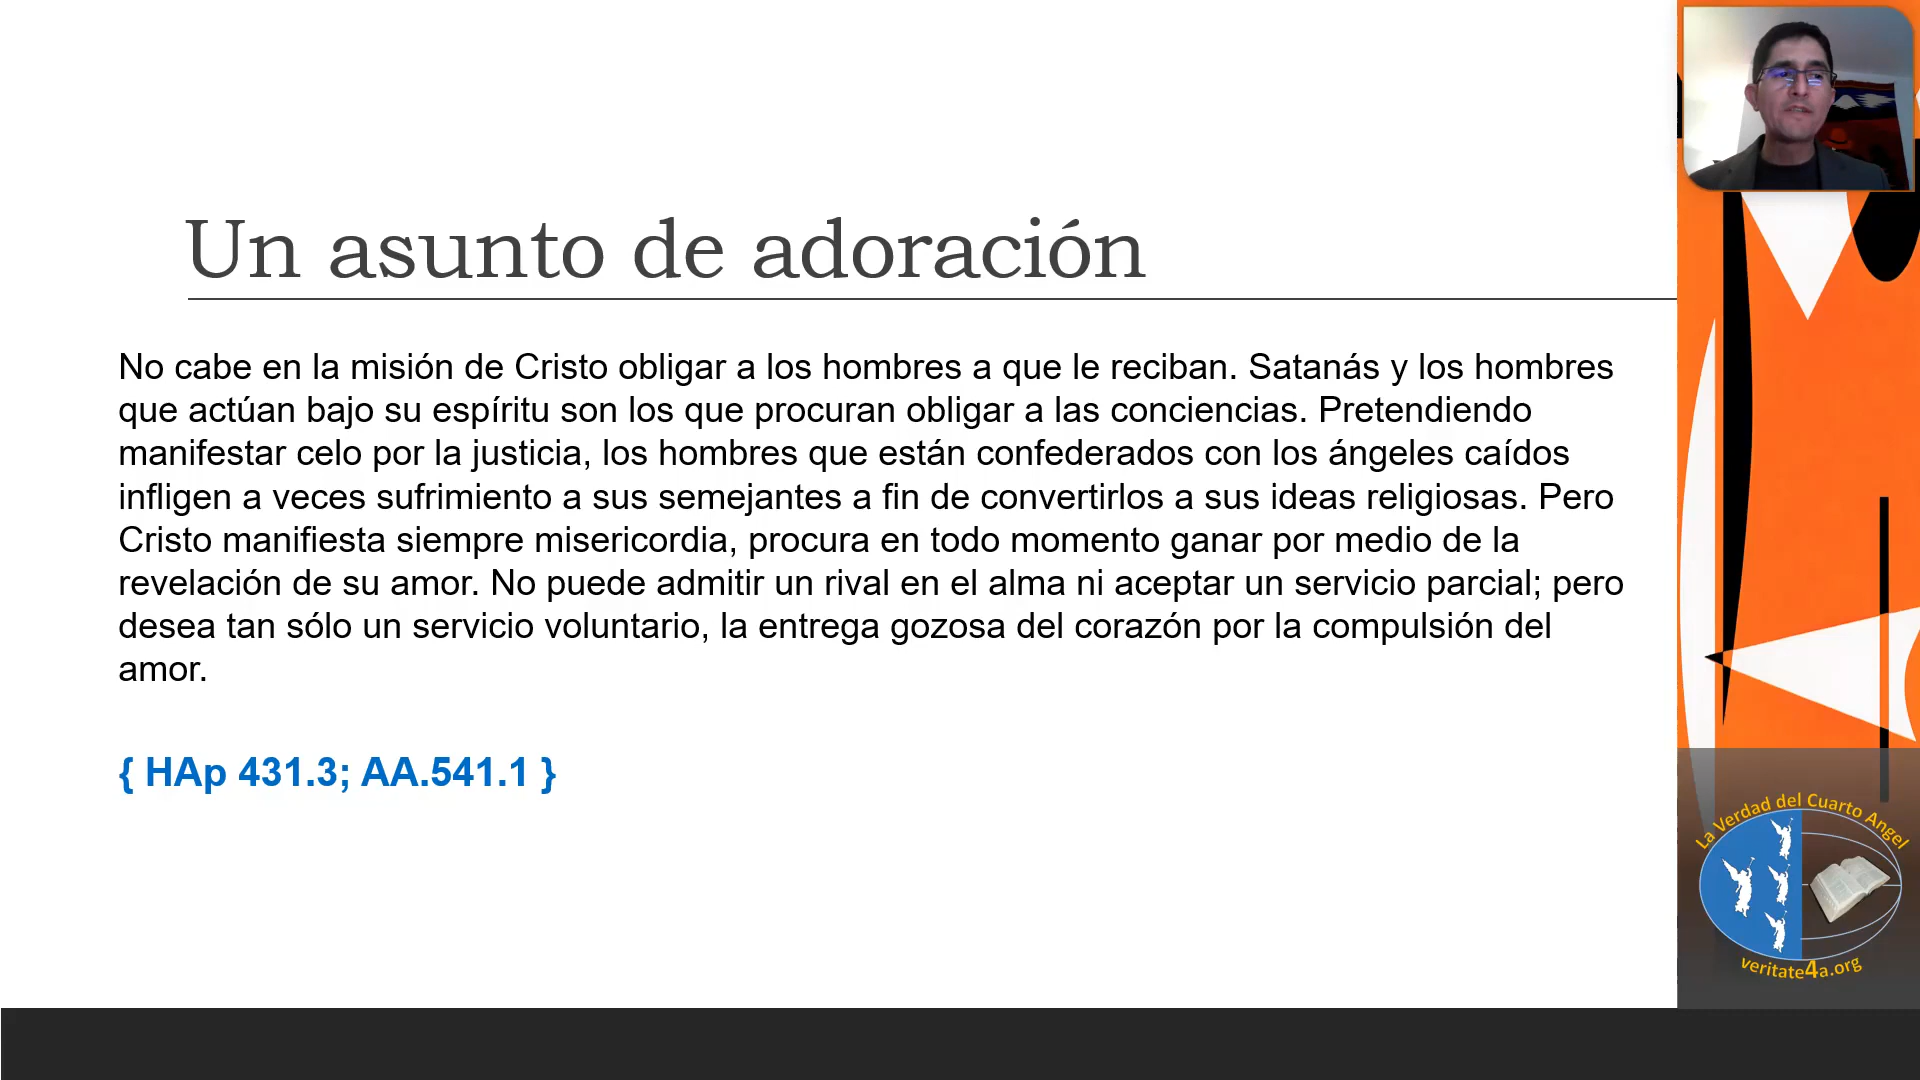 Un asunto de adoración
No cabe en la misión de Cristo obligar a los hombres a que le reciban. Satanás y los hombres
que actúan bajo su espíritu son los que procuran obligar a las conciencias. Pretendiendo
manifestar celo por la justicia, los hombres que están confederados con los ángeles caídos
infligen a veces sufrimiento a sus semejantes a fin de convertirlos a sus ideas religiosas. Pero
Cristo manifiesta siempre misericordia, procura en todo momento ganar por medio de la
revelación de su amor. No puede admitir un rival en el alma ni aceptar un servicio parcial; pero
desea tan sólo un servicio voluntario, la entrega gozosa del corazón por la compulsión del
amor.
{ HAp 431.3; AA.541.1 }
La Verdad del Cuarto Angel
veritate4a.org